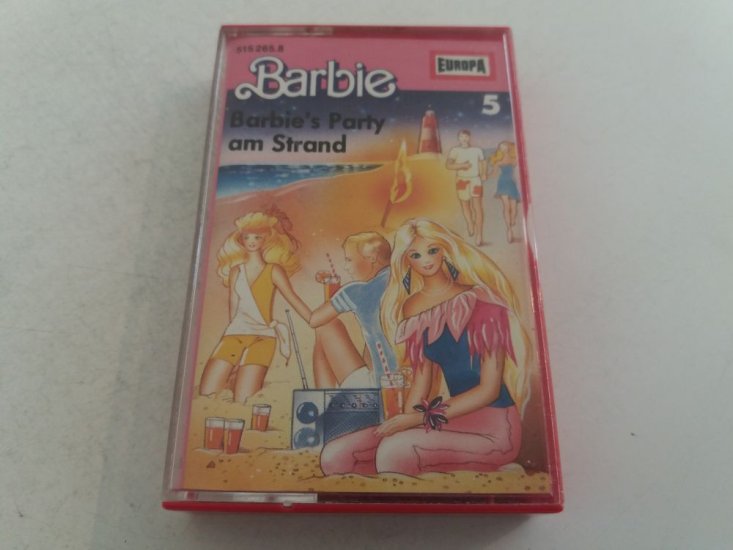 515 265.8
EUROPA
Barbie
5
Barbie's Party
am Strand